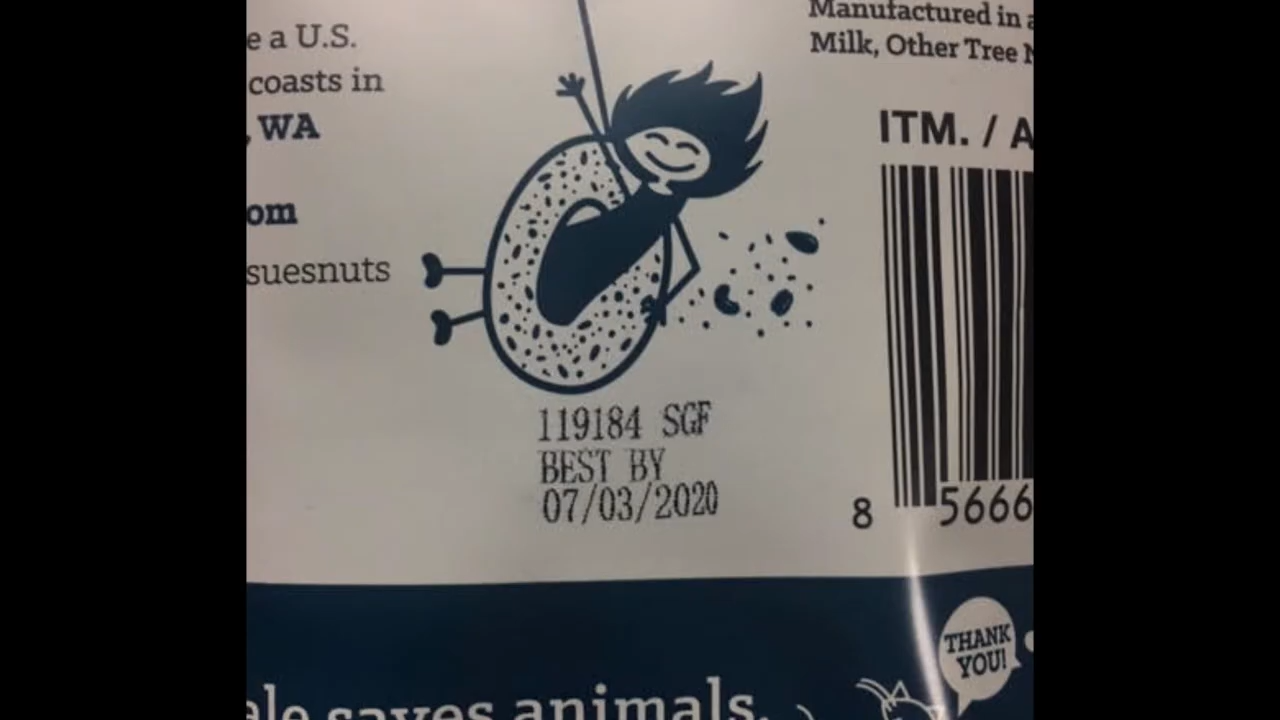 e a U.S.
coasts in
, WA
om
suesnuts
Manufactured in a
Milk, Other Tree N
ITM. / A
119184 SGF
BEST BY
07/03/2020
8 5666
THANK
YOU!
ale saves animals.